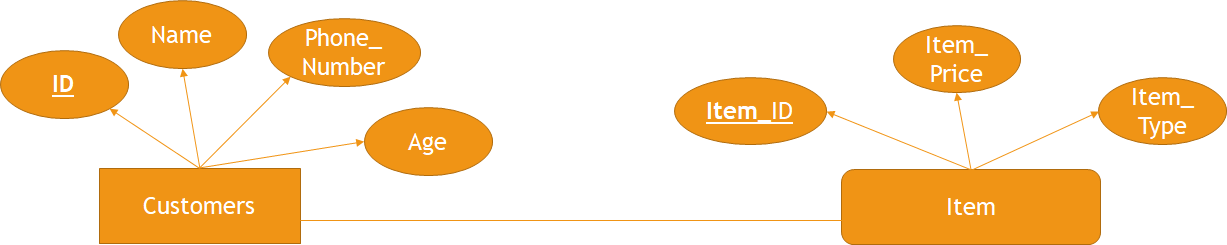 ID
Name
Phone_
Number
Age
Customers
Item_ID
Item_
Price
Item_
Type
Item